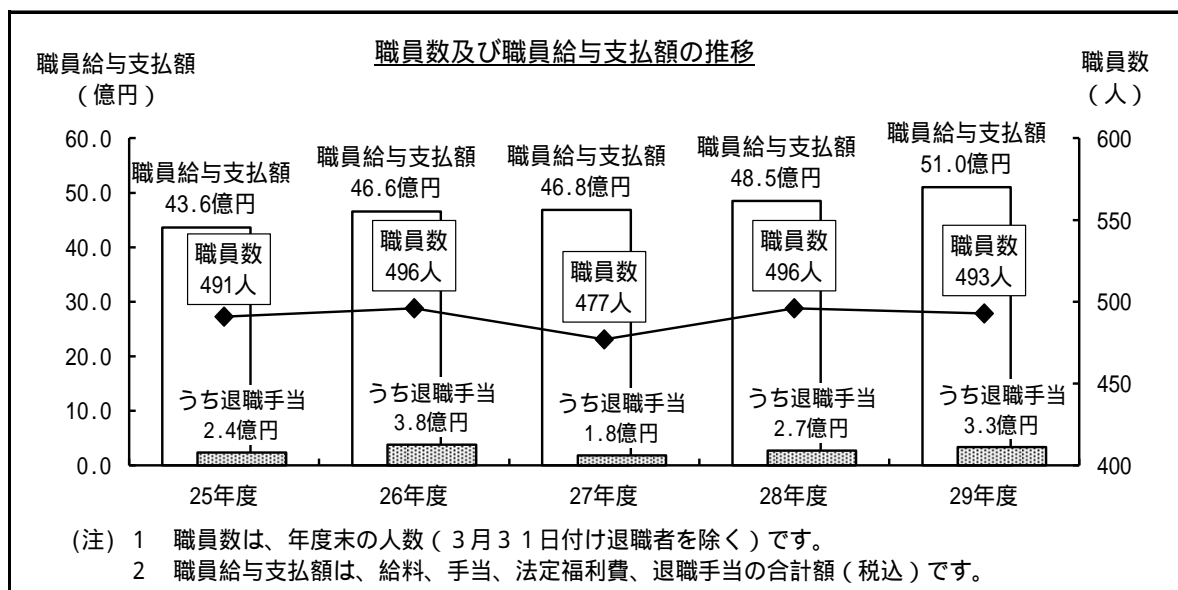 職員数及び職員給与支払額の推移
職員給与支払額
（億円）
職員数
（人）
60.0
50.0
40.0
30.0
20.0
10.0
0.0
600
550
500
450
400
職員給与支払額
43.6億円
職員給与支払額
46.6億円
職員給与支払額
46.8億円
職員給与支払額
48.5億円
職員給与支払額
51.0億円
職員数
491人
職員数
496人
職員数
477人
職員数
496人
職員数
493人
うち退職手当
2.4億円
うち退職手当
3.8億円
うち退職手当
1.8億円
うち退職手当
2.7億円
うち退職手当
3.3億円
25年度
26年度
27年度
28年度
29年度
(注) 1 職員数は、年度末の人数（３月３１日付け退職者を除く）です。
2 職員給与支払額は、給料、手当、法定福利費、退職手当の合計額（税込）です。